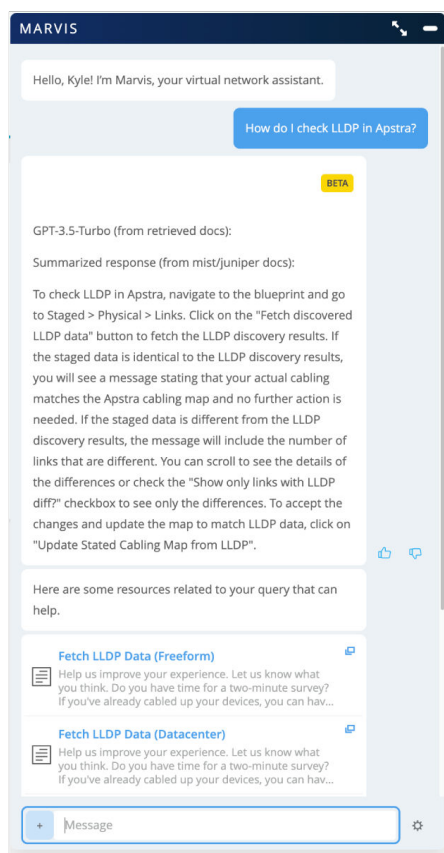 MARVIS
Hello, Kyle! I'm Marvis, your virtual network assistant.
How do I check LLDP in Apstra?
BETA
GPT-3.5-Turbo (from retrieved docs):
Summarized response (from mist/juniper docs):
To check LLDP in Apstra, navigate to the blueprint and go
to Staged > Physical > Links. Click on the "Fetch discovered
LLDP data" button to fetch the LLDP discovery results. If
the staged data is identical to the LLDP discovery results,
you will see a message stating that your actual cabling
matches the Apstra cabling map and no further action is
needed. If the staged data is different from the LLDP
discovery results, the message will include the number of
links that are different. You can scroll to see the details of
the differences or check the "Show only links with LLDP
diff?" checkbox to see only the differences. To accept the
changes and update the map to match LLDP data, click on
"Update Stated Cabling Map from LLDP".
Here are some resources related to your query that can
help.
Fetch LLDP Data (Freeform)
Help us improve your experience. Let us know what
you think. Do you have time for a two-minute survey?
If you've already cabled up your devices, you can hav...
Fetch LLDP Data (Datacenter)
Help us improve your experience. Let us know what
you think. Do you have time for a two-minute survey?
If you've already cabled up your devices, you can hav...
+ Message